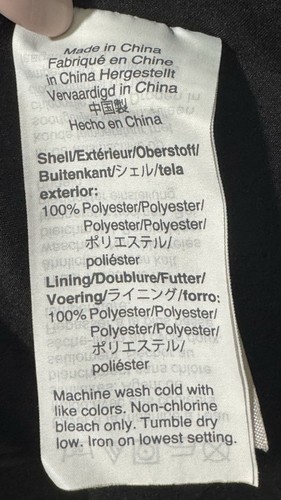 Made in China
Fabriqué en Chine
in China Hergestellt
Vervaardigd in China
中国製
Hecho en China
Shell/Extérieur/Oberstoff/
Buitenkant/シェル/tela
exterior:
100% Polyester/Polyester/
Polyester/Polyester/
ポリエステル/
poliéster
Lining/Doublure/Futter/
Voering/ライニング/forro:
100% Polyester/Polyester/
Polyester/Polyester/
ポリエステル/
poliéster
Machine wash cold with
like colors. Non-chlorine
bleach only. Tumble dry
low. Iron on lowest setting.